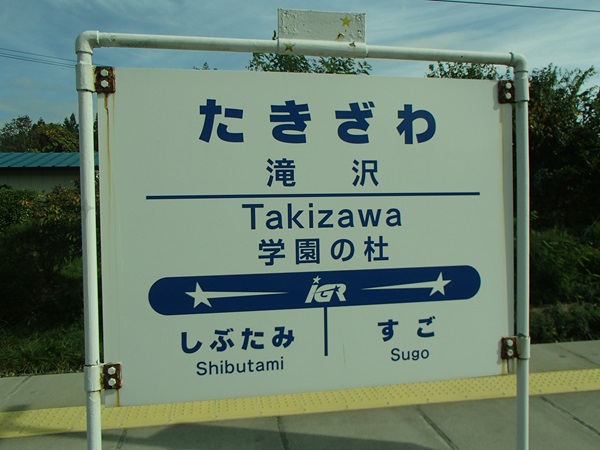 たきざわ
滝沢
Takizawa
学園の杜
IGR
しぶたみ
Shibutami
すご
Sugo